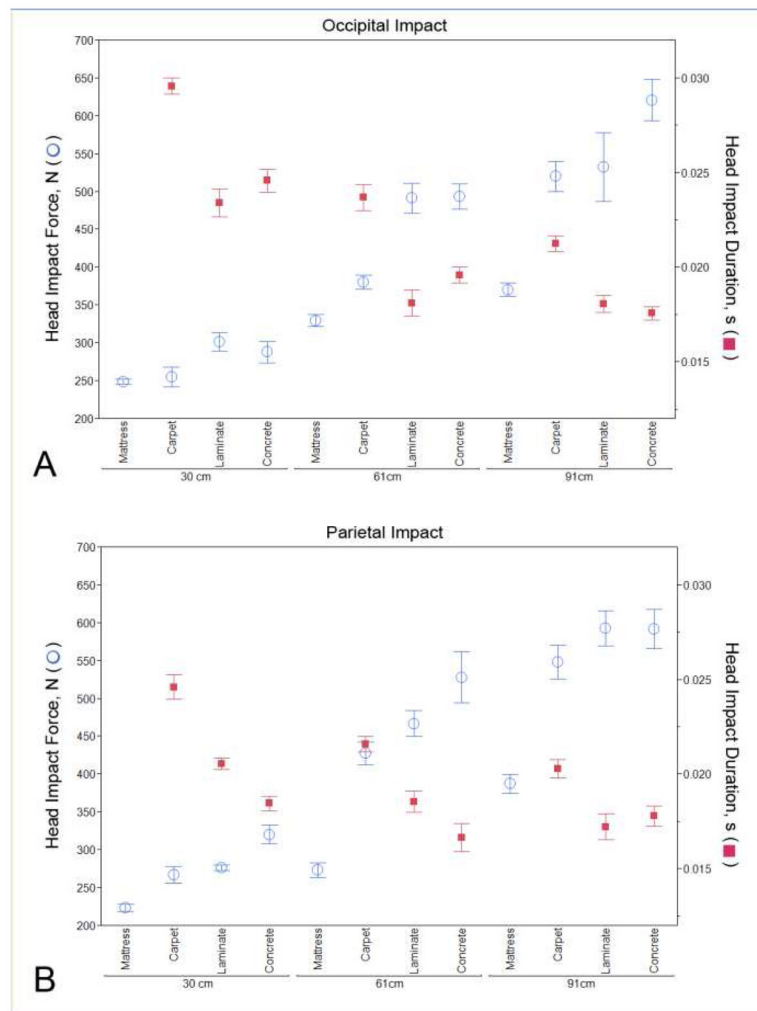 Occipital Impact
700
650
600
550
500
450
400
350
300
250
200
Head Impact Force, N ( )
0.030
0.025
0.020
0.015
Head Impact Duration, s ( )
Mattress
Carpet
Laminate
Concrete
Mattress
Carpet
Laminate
Concrete
Mattress
Carpet
Laminate
Concrete
30 cm
61cm
91cm
A
Parietal Impact
700
650
600
550
500
450
400
350
300
250
200
Head Impact Force, N ( )
0.030
0.025
0.020
0.015
Head Impact Duration, s ( )
Mattress
Carpet
Laminate
Concrete
Mattress
Carpet
Laminate
Concrete
Mattress
Carpet
Laminate
Concrete
30 cm
61cm
91cm
B